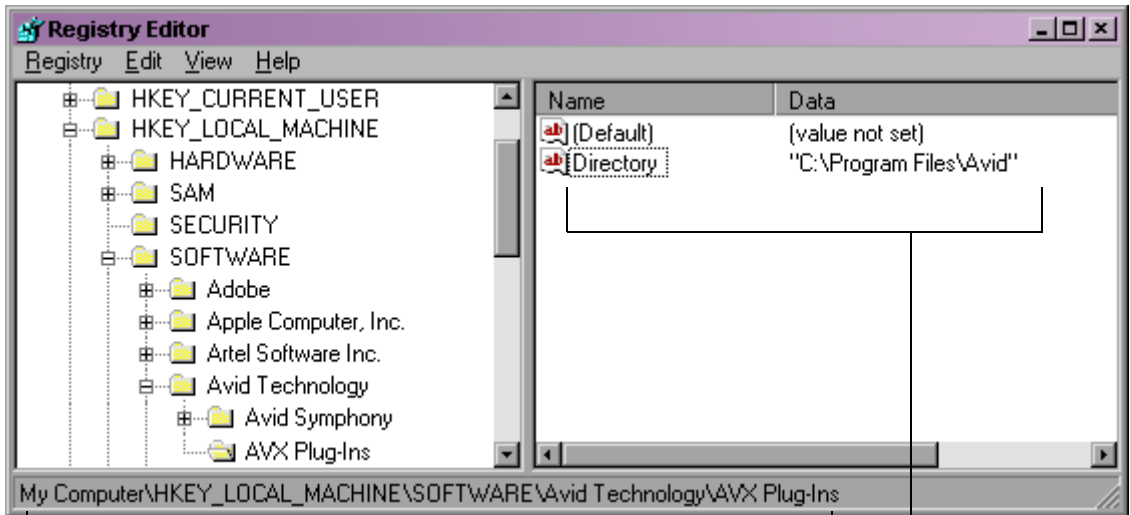 Registry Editor
Registry Edit View Help
HKEY_CURRENT_USER
HKEY_LOCAL_MACHINE
HARDWARE
SAM
SECURITY
SOFTWARE
Adobe
Apple Computer, Inc.
Artel Software Inc.
Avid Technology
Avid Symphony
AVX Plug-Ins
Name Data
(Default) (value not set)
Directory "C:\Program Files\Avid"
My Computer\HKEY_LOCAL_MACHINE\SOFTWARE\Avid Technology\AVX Plug-Ins